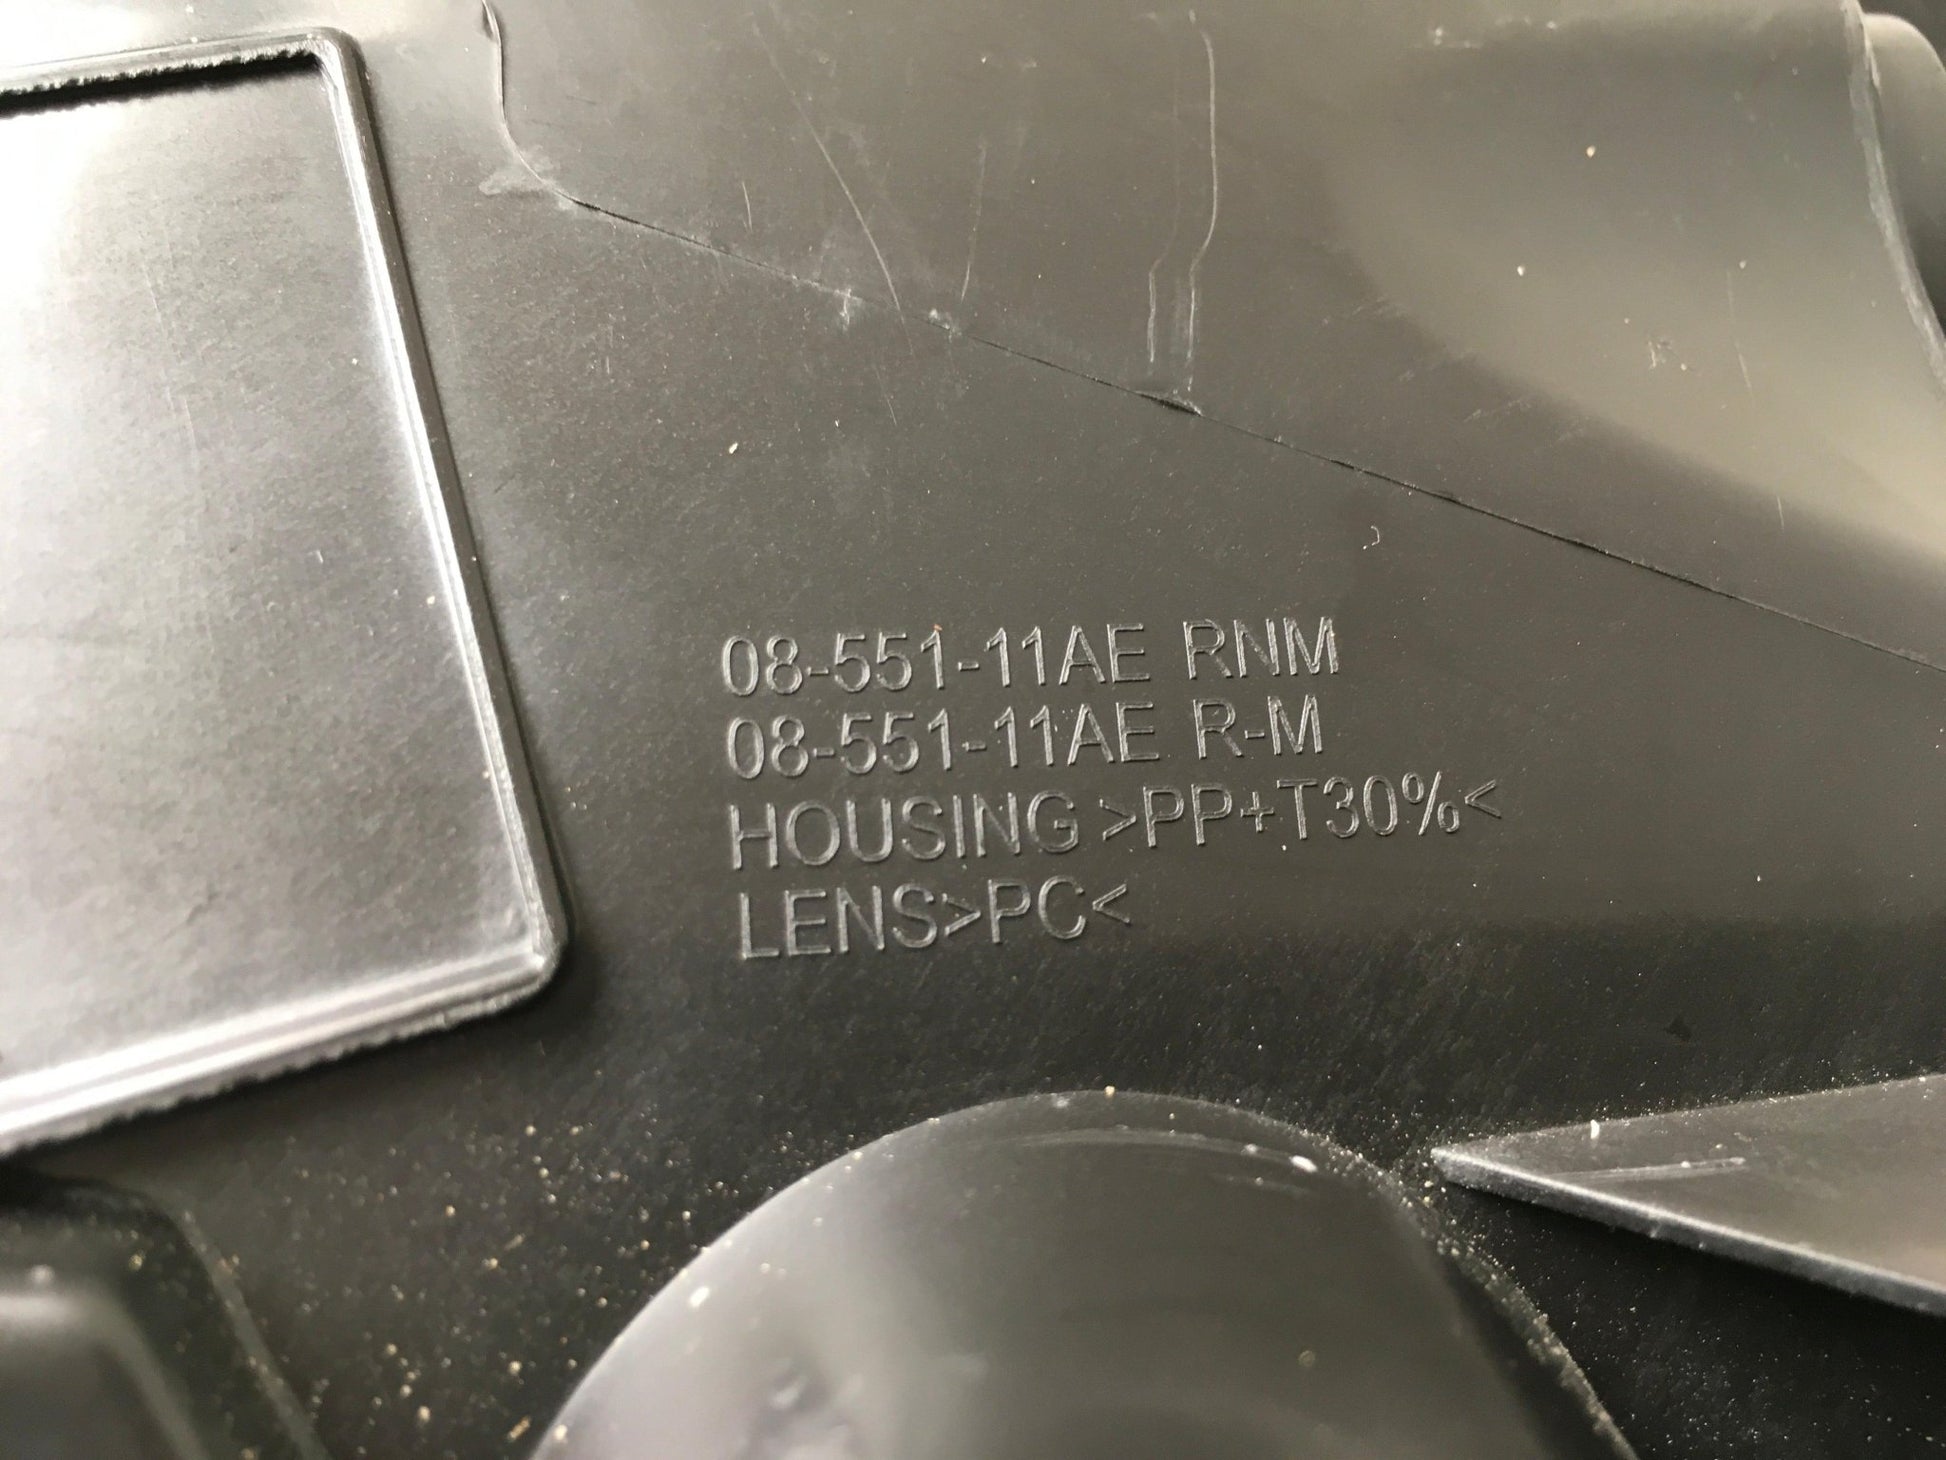 08-551-11AE RNM
08-551-11AE R-M
HOUSING >PP+T30%<
LENS>PC<